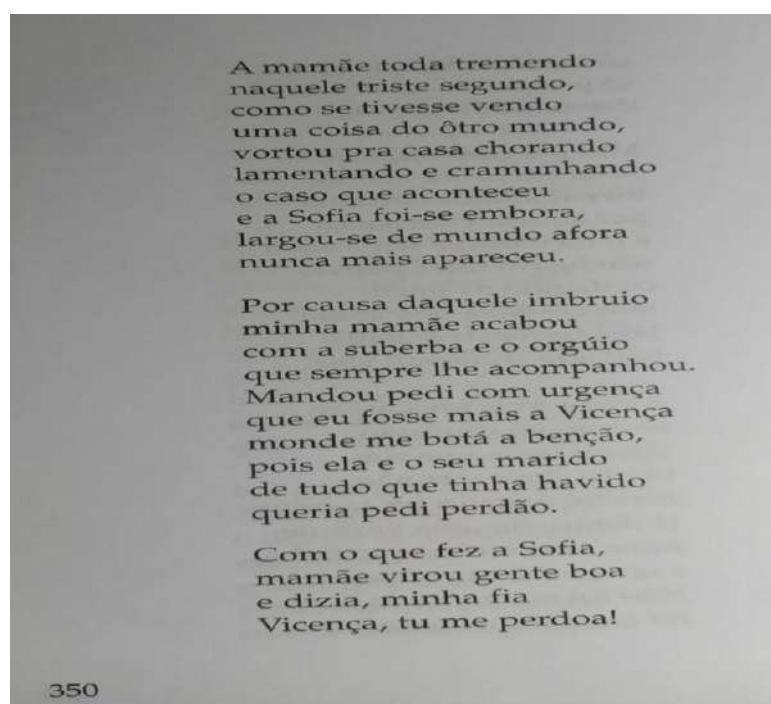 A mamãe toda tremendo
naquele triste segundo,
como se tivesse vendo
uma coisa do ôtro mundo,
vortou pra casa chorando
lamentando e cramunhando
o caso que aconteceu
e a Sofia foi-se embora,
largou-se de mundo afora
nunca mais apareceu.
Por causa daquele imbruio
minha mamãe acabou
com a suberba e o orgúio
que sempre lhe acompanhou.
Mandou pedi com urgença
que eu fosse mais a Vicença
monde me botá a benção,
pois ela e o seu marido
de tudo que tinha havido
queria pedi perdão.
Com o que fez a Sofia,
mamãe virou gente boa
e dizia, minha fia
Vicença, tu me perdoa!
350